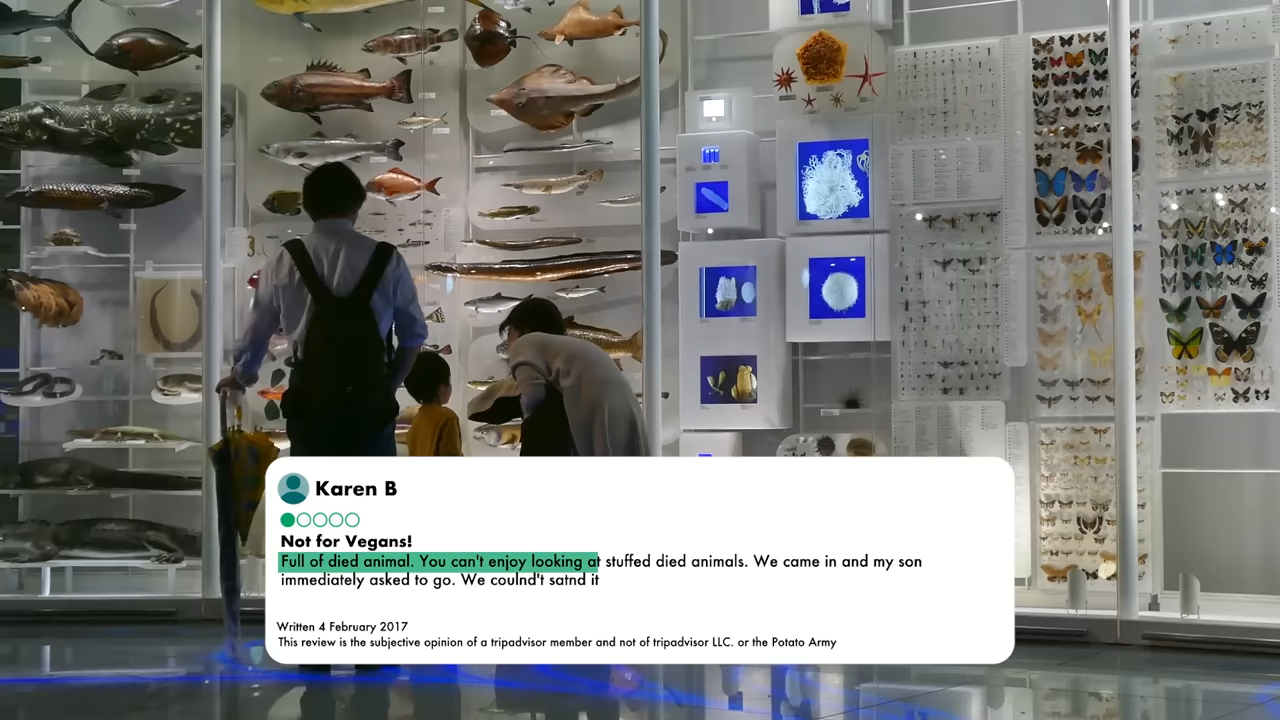 Karen B
Not for Vegans!
Full of died animal. You can't enjoy looking at stuffed died animals. We came in and my son
immediately asked to go. We coulnd't satnd it
Written 4 February 2017
This review is the subjective opinion of a tripadvisor member and not of tripadvisor LLC. or the Potato Army